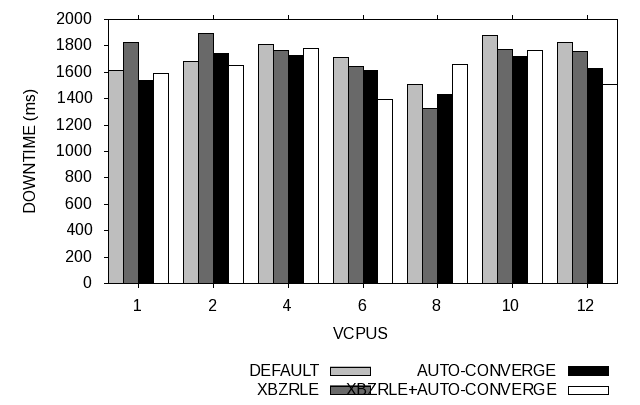 DOWNTIME (ms)
2000
1800
1600
1400
1200
1000
800
600
400
200
0
1 2 4 6 8 10 12
VCPUS
DEFAULT AUTO-CONVERGE
XBZRLE XBZRLE+AUTO-CONVERGE